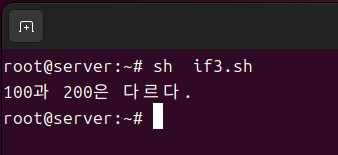 root@server:~# sh  if3.sh
100과 200은 다르다.
root@server:~#